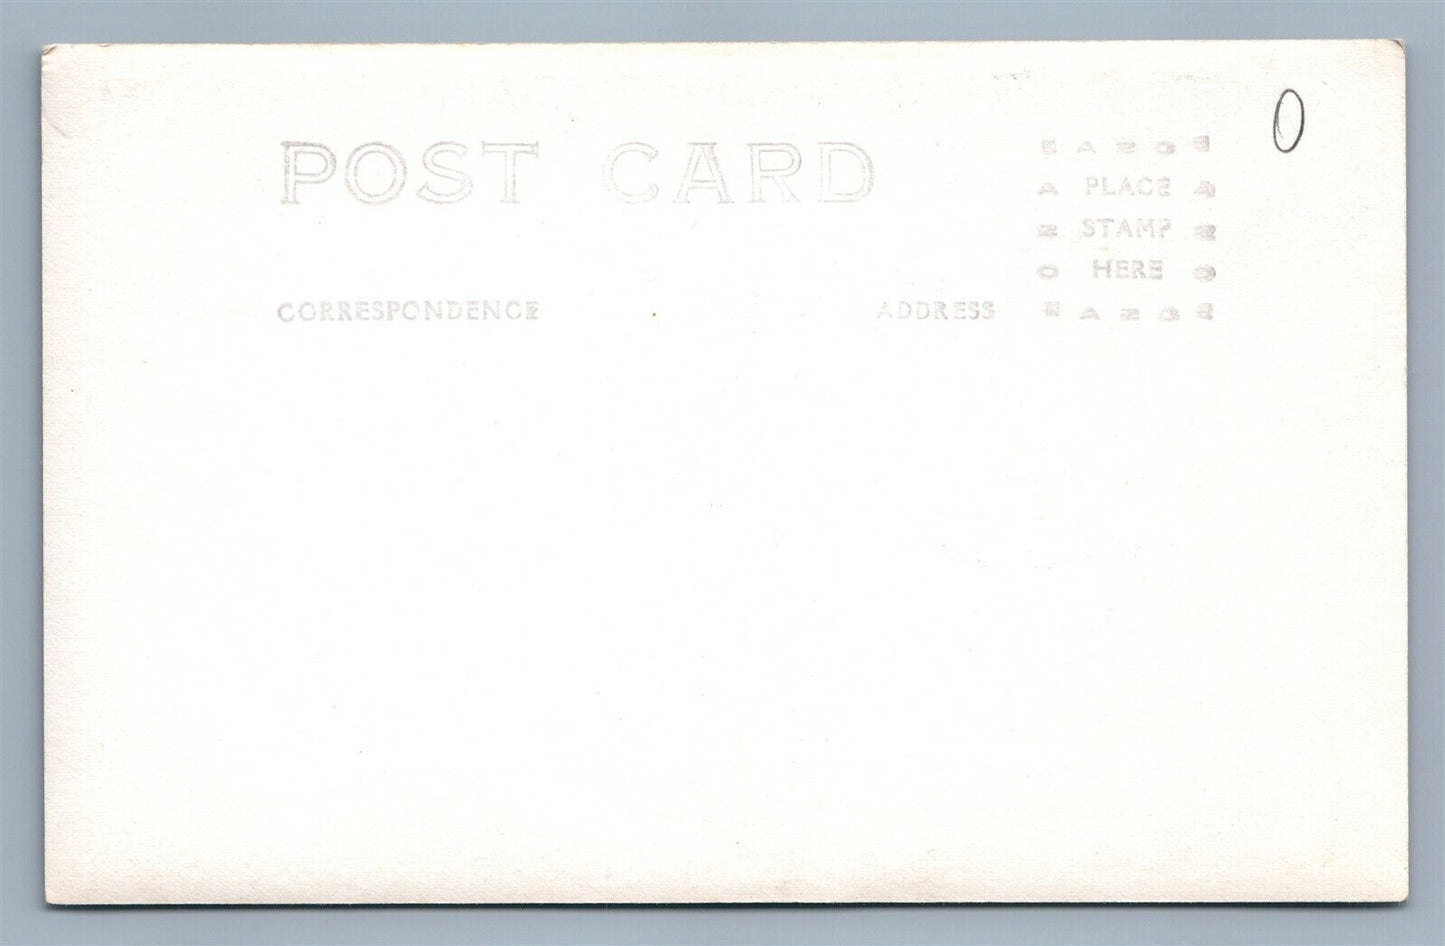 POST CARD
PLACE
STAMP
HERE
CORRESPONDENCE
ADDRESS
0